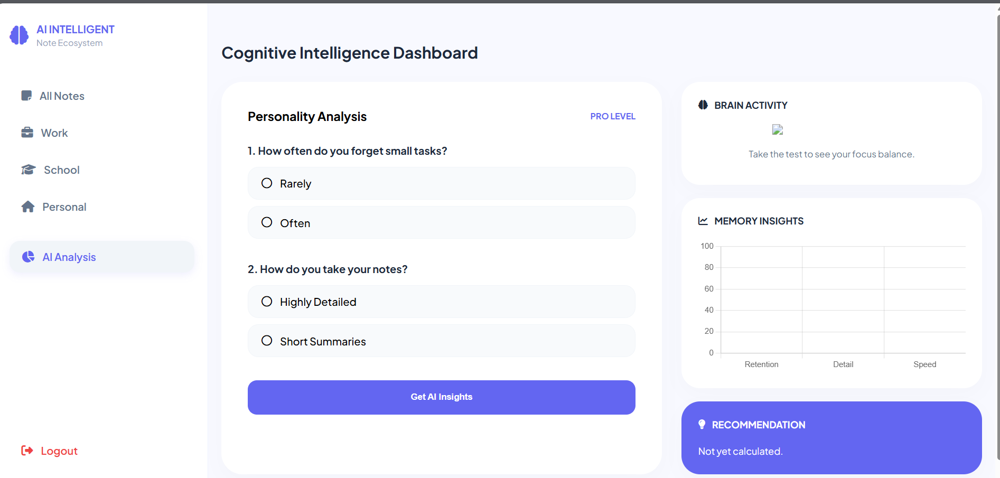 AI INTELLIGENT
Note Ecosystem
All Notes
Work
School
Personal
AI Analysis
Logout
Cognitive Intelligence Dashboard
Personality Analysis
PRO LEVEL
1. How often do you forget small tasks?
Rarely
Often
2. How do you take your notes?
Highly Detailed
Short Summaries
Get AI Insights
BRAIN ACTIVITY
Take the test to see your focus balance.
MEMORY INSIGHTS
100
80
60
40
20
0
Retention Detail Speed
RECOMMENDATION
Not yet calculated.